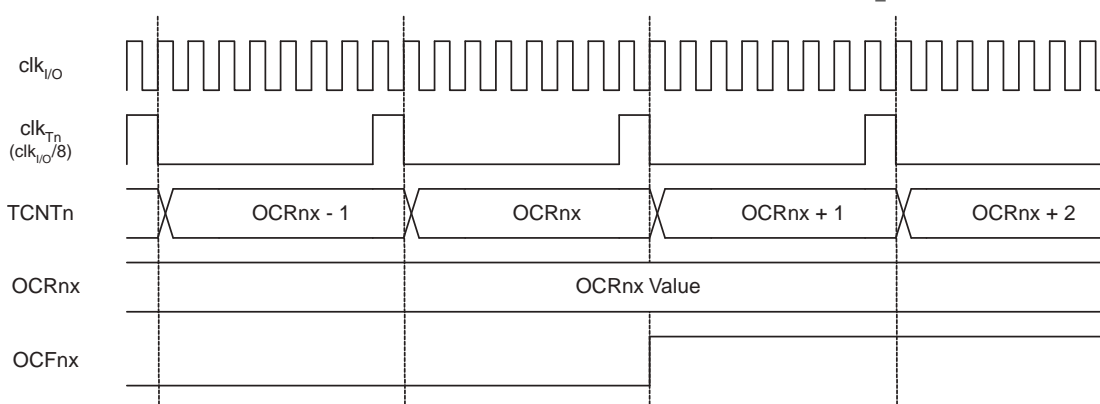 clkI/O
clkTn
(clkI/O/8)
TCNTn OCRnx - 1 OCRnx OCRnx + 1 OCRnx + 2
OCRnx OCRnx Value
OCFnx